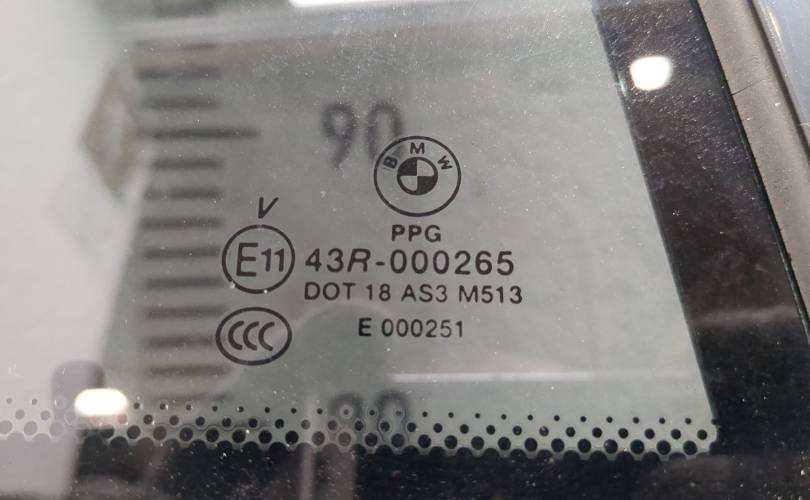 90
BMW
PPG
V
E11 43R-000265
DOT 18 AS3 M513
CCC E 000251